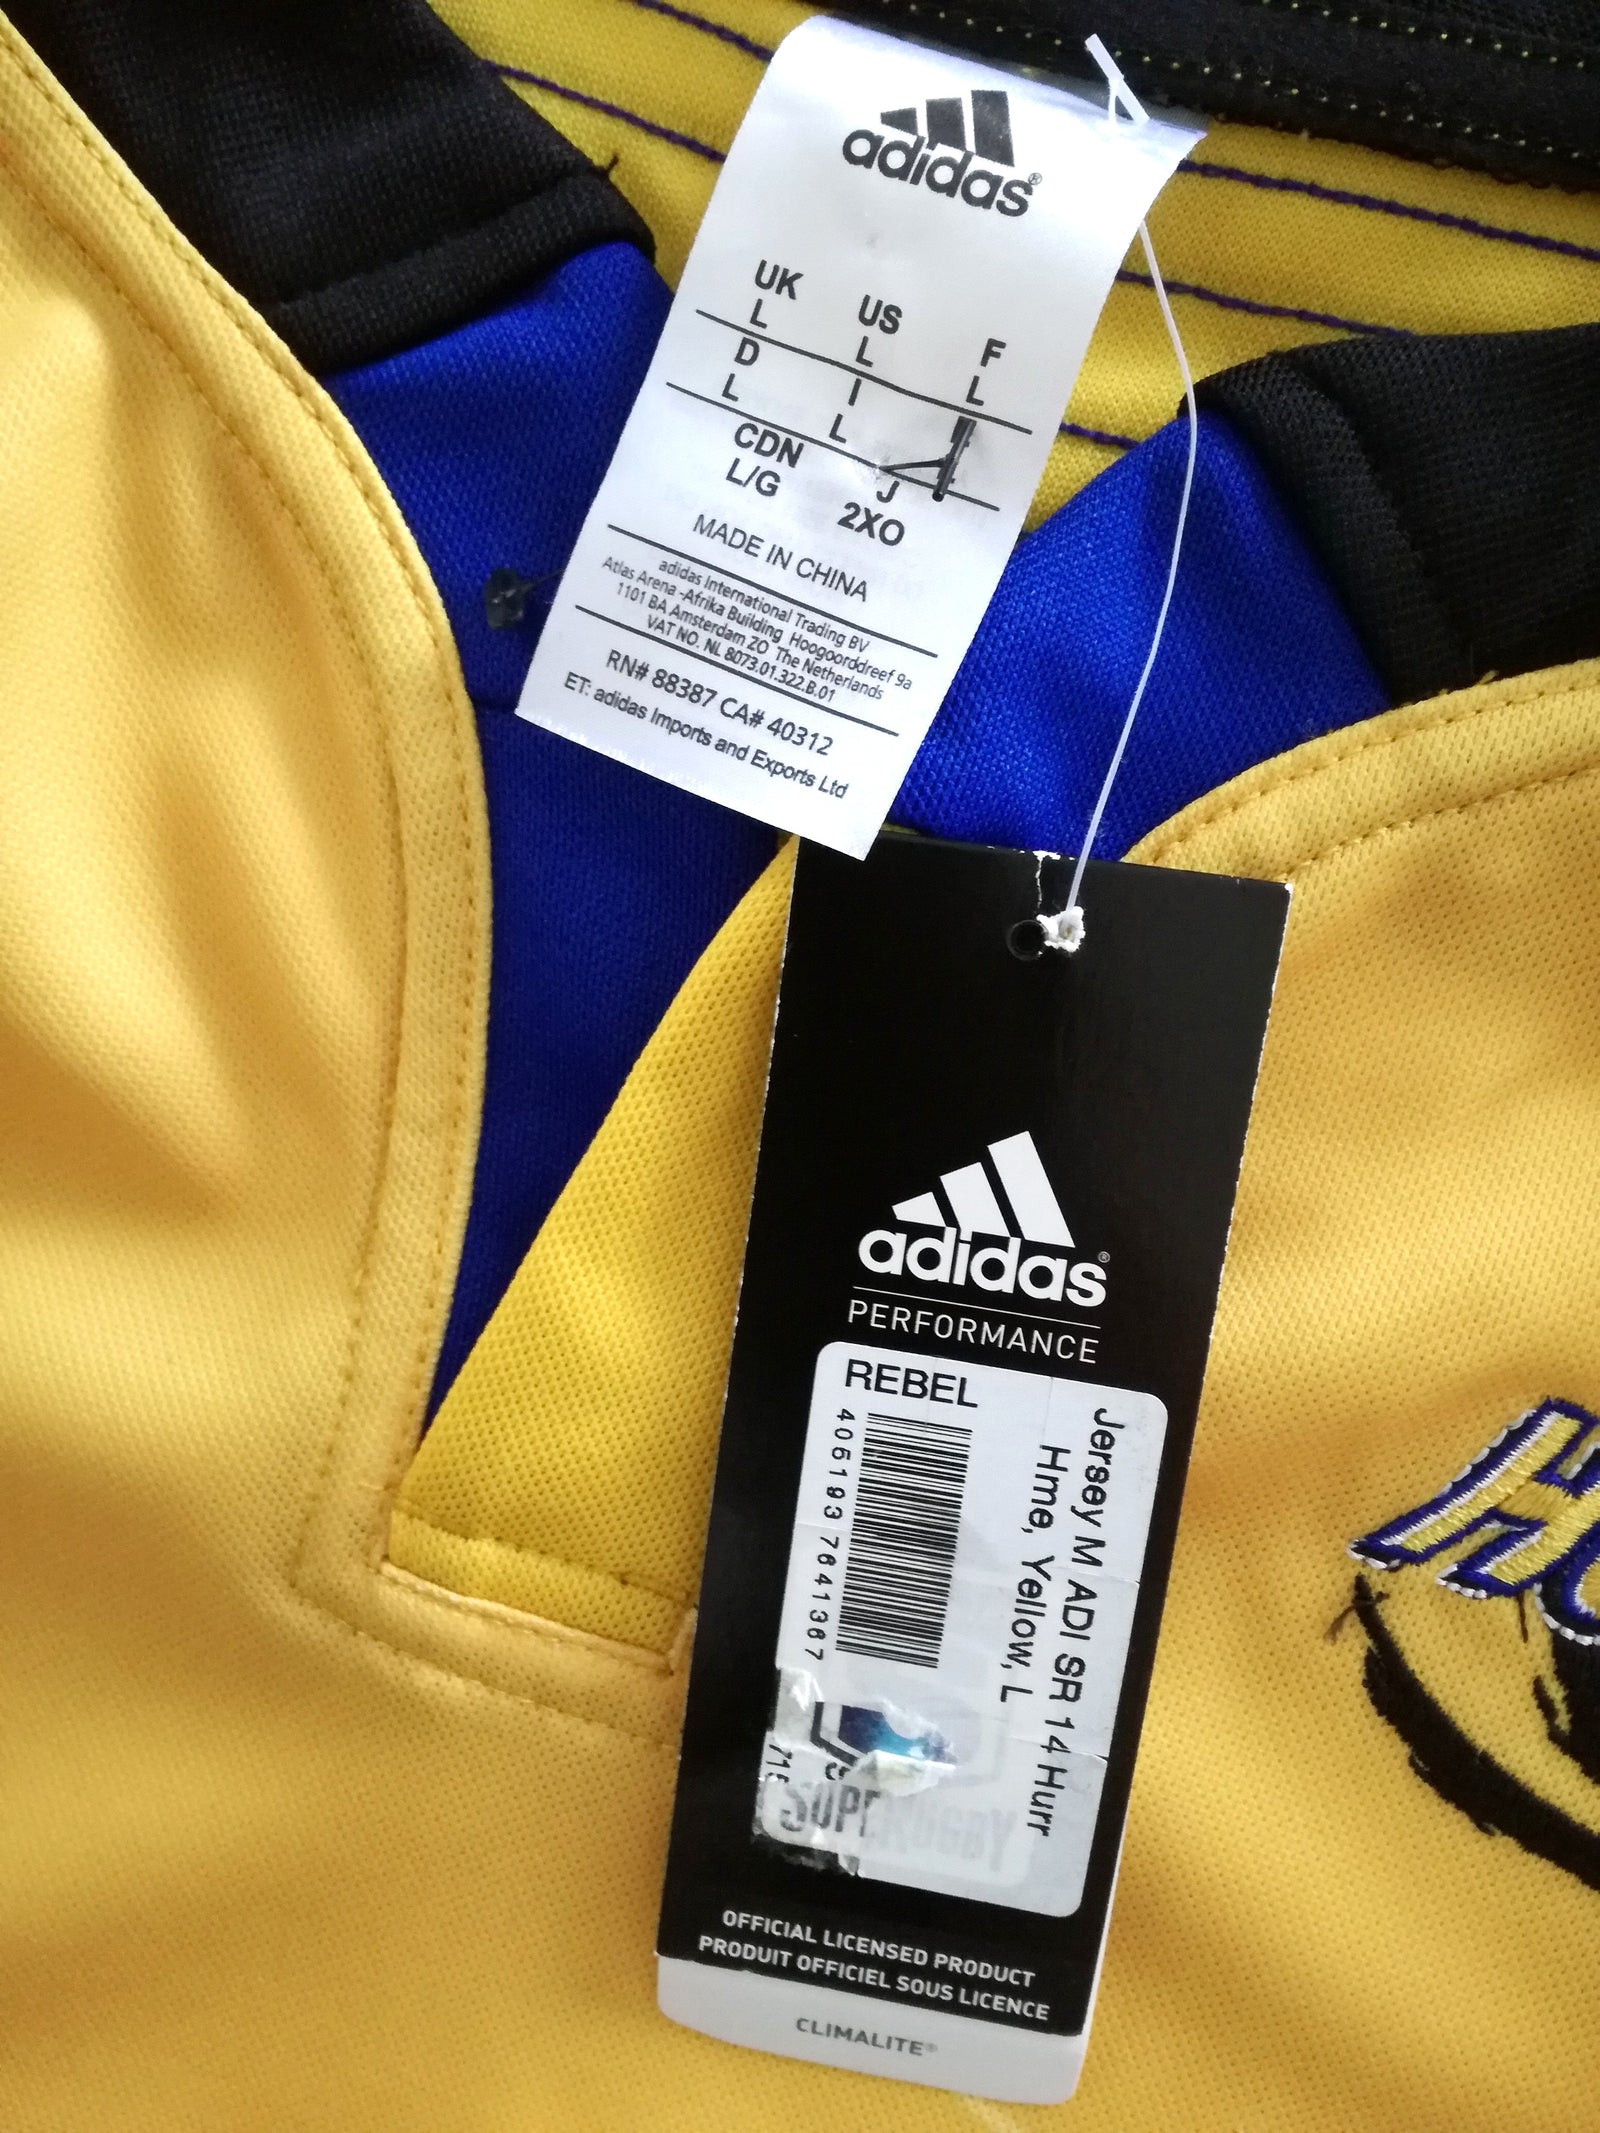 adidas®
UK US F
L L L
D I
L L
CDN J
L/G 2XO
MADE IN CHINA
adidas International Trading BV
Atlas Arena -Afrika Building Hoogoorddreef 9a
1101 BA Amsterdam ZO The Netherlands
VAT NO. NL 8073.01.322.B.01
RN# 88387 CA# 40312
ET: adidas Imports and Exports Ltd
adidas®
PERFORMANCE
REBEL
Jersey M ADI SR 14 Hurr
Hme, Yellow, L
4061937641367
SUPERRUGBY
OFFICIAL LICENSED PRODUCT
PRODUIT OFFICIEL SOUS LICENCE
CLIMALITE®